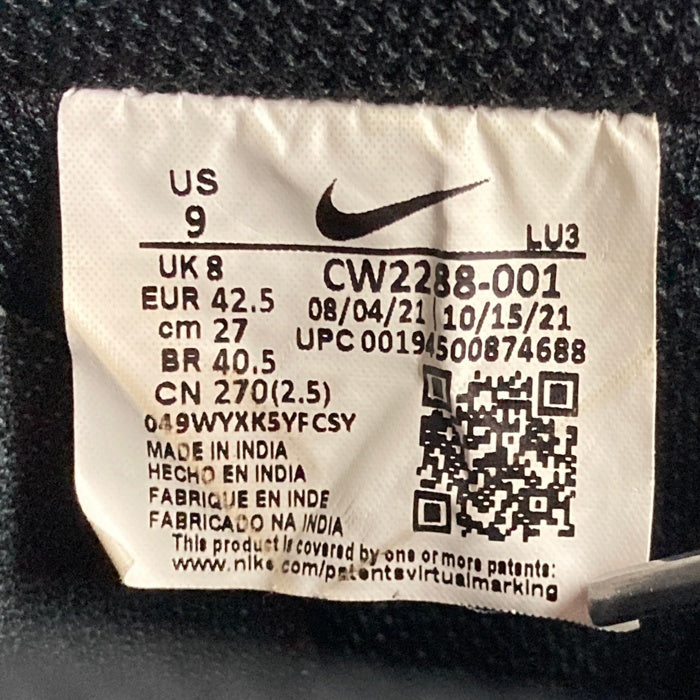 US
9
LU3
UK 8
EUR 42.5
cm 27
BR 40.5
CN 270(2.5)
CW2288-001
08/04/21 10/15/21
UPC 00194500874688
049WYXK5YFCSY
MADE IN INDIA
HECHO EN INDIA
FABRIQUE EN INDE
FABRICADO NA INDIA
This product is covered by one or more patents:
www.nike.com/patentsvirtualmarking